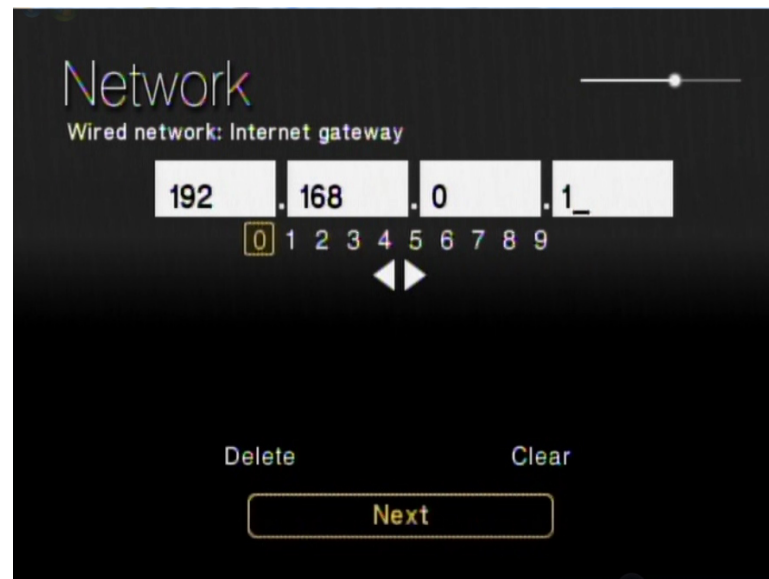 Network
Wired network: Internet gateway
192 . 168 . 0 . 1_
0 1 2 3 4 5 6 7 8 9
Delete Clear
Next